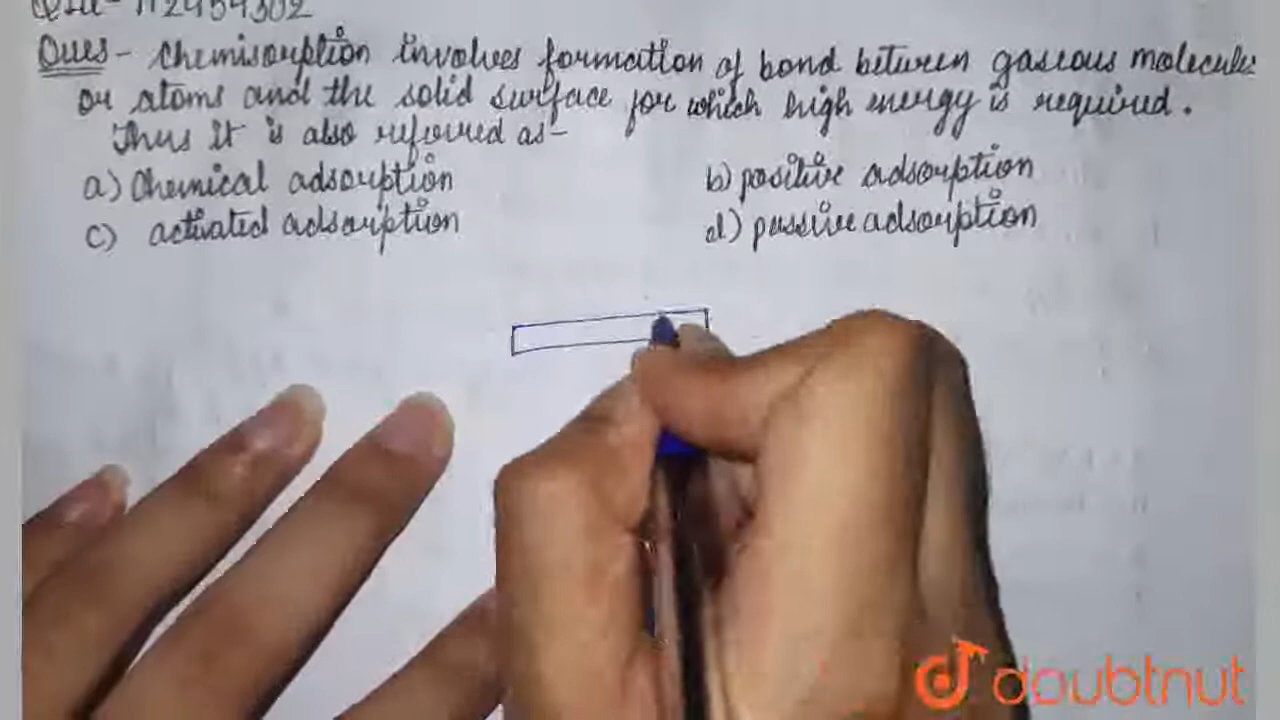 Ques - Chemisorption involves formation of bond between gaseous molecules
or atoms and the solid surface for which high energy is required.
Thus it is also referred as-
a) Chemical adsorption b) positive adsorption
c) activated adsorption d) passive adsorption
doubtnut